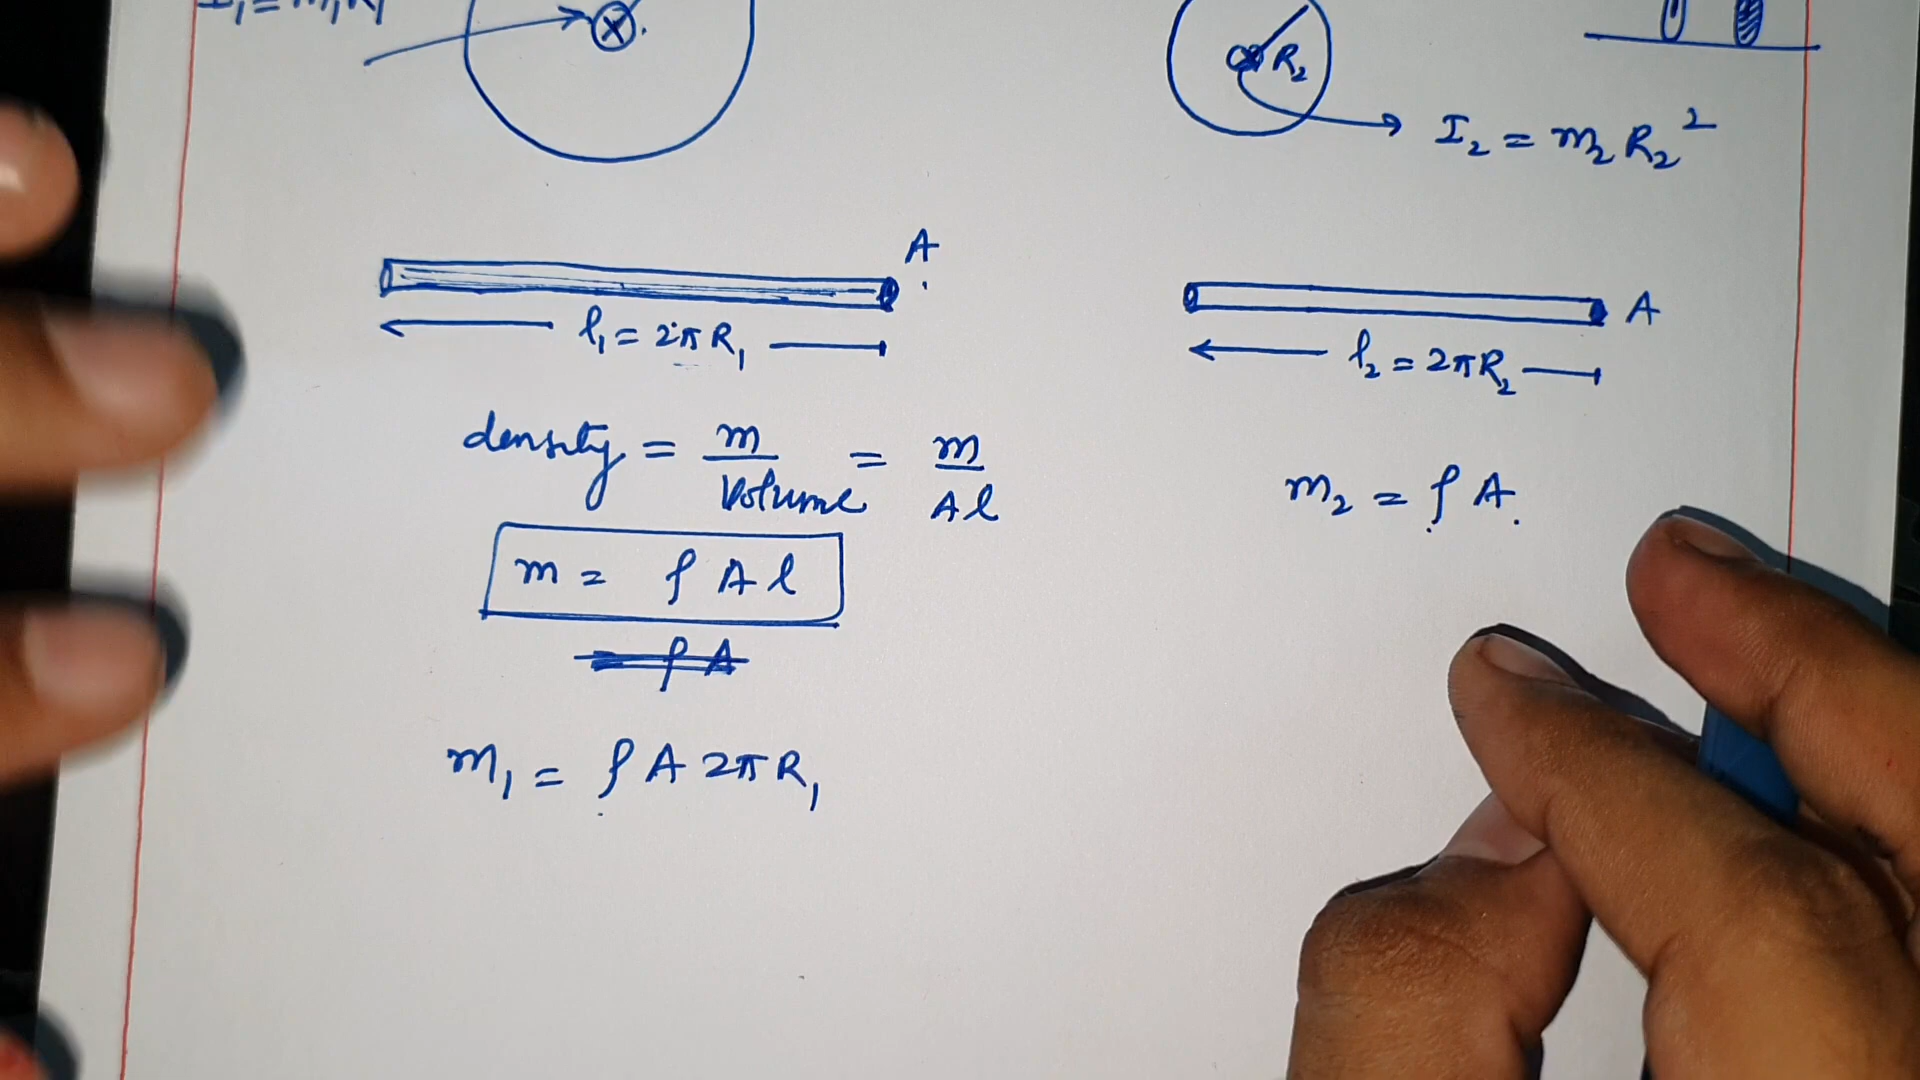 R₂
I₂ = m₂ R₂²
A
l₁ = 2πR₁
A
l₂ = 2πR₂
density = m/Volume = m/Al
m₂ = ρ A
m = ρ A l
ρ A
m₁ = ρ A 2π R₁